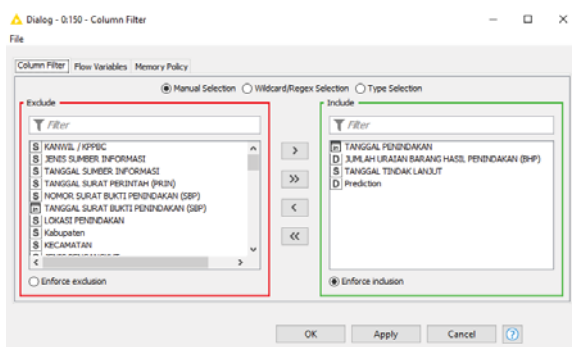 Dialog - 0:150 - Column Filter
File
Column Filter Flow Variables Memory Policy
Manual Selection Wildcard/Regex Selection Type Selection
Exclude
Filter
S KANWIL / KPPBC
S JENIS SUMBER INFORMASI
S TANGGAL SUMBER INFORMASI
S TANGGAL SURAT PERINTAH (PRIN)
S NOMOR SURAT BUKTI PENINDAKAN (SBP)
TANGGAL SURAT BUKTI PENINDAKAN (SBP)
S LOKASI PENINDAKAN
S Kabupaten
S KECAMATAN
Enforce exclusion
>
>>
<
<<
Include
Filter
TANGGAL PENINDAKAN
D JUMLAH URAIAN BARANG HASIL PENINDAKAN (BHP)
S TANGGAL TINDAK LANJUT
D Prediction
Enforce inclusion
OK Apply Cancel ?